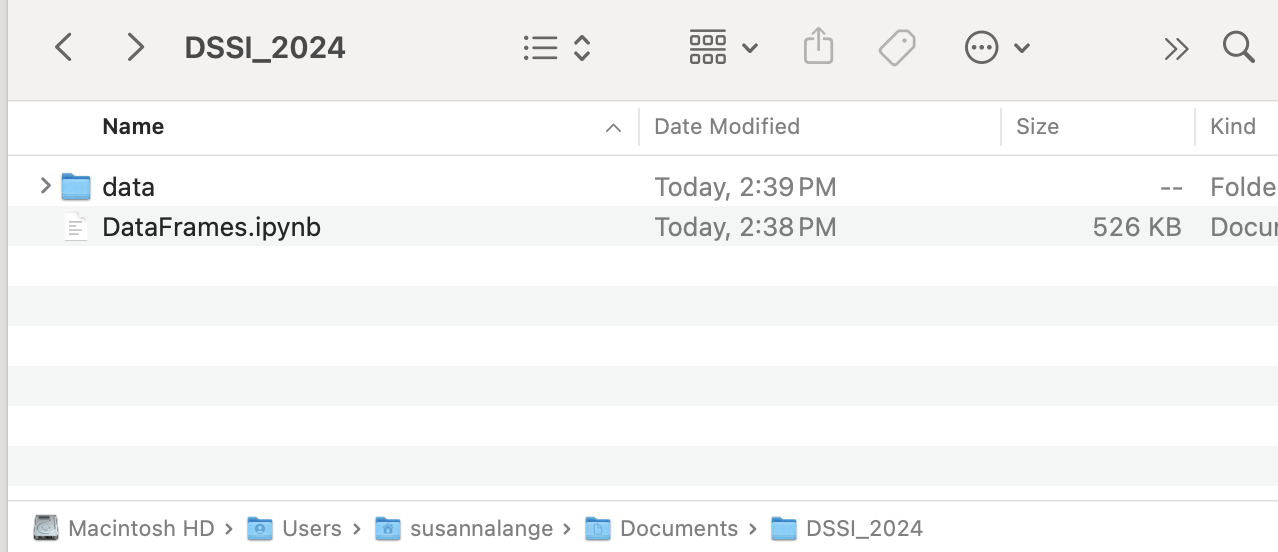 DSSI_2024
Name Date Modified Size Kind
data Today, 2:39 PM -- Folde
DataFrames.ipynb Today, 2:38 PM 526 KB Docur
Macintosh HD › Users › susannalange › Documents › DSSI_2024